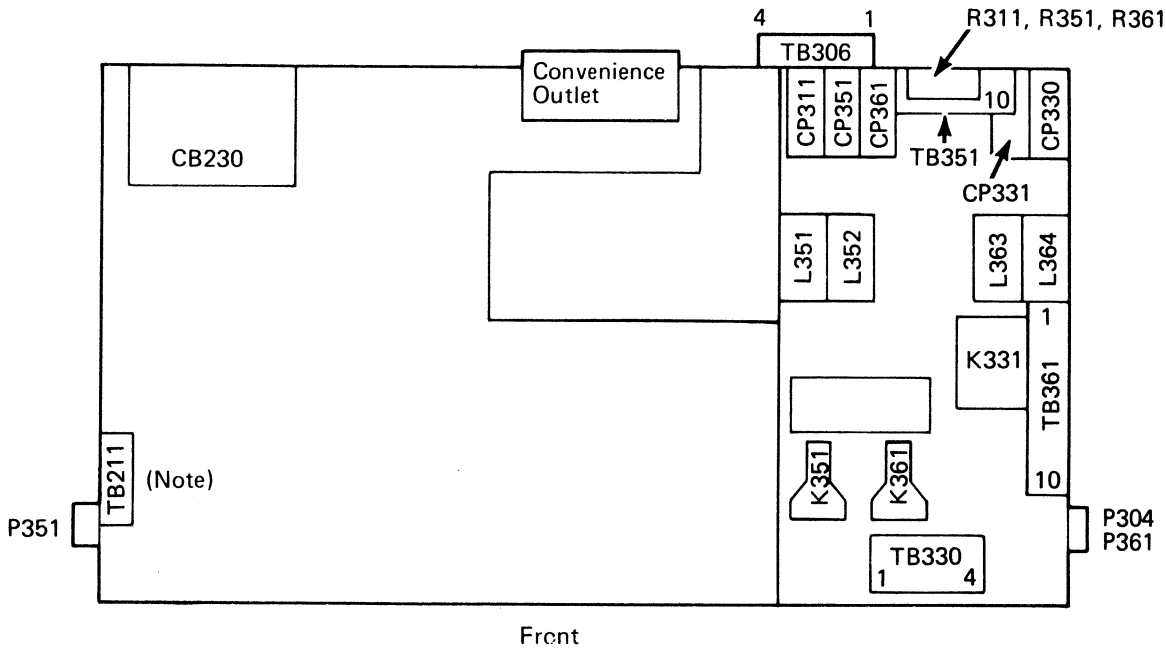 4 1 R311, R351, R361
TB306
Convenience
Outlet
CB230
CP311
CP351
CP361
10
CP330
TB351
CP331
L351
L352
L363
L364
1
K331
TB361
10
TB211
(Note)
K351
K361
P351
P304
P361
TB330
1 4
Front